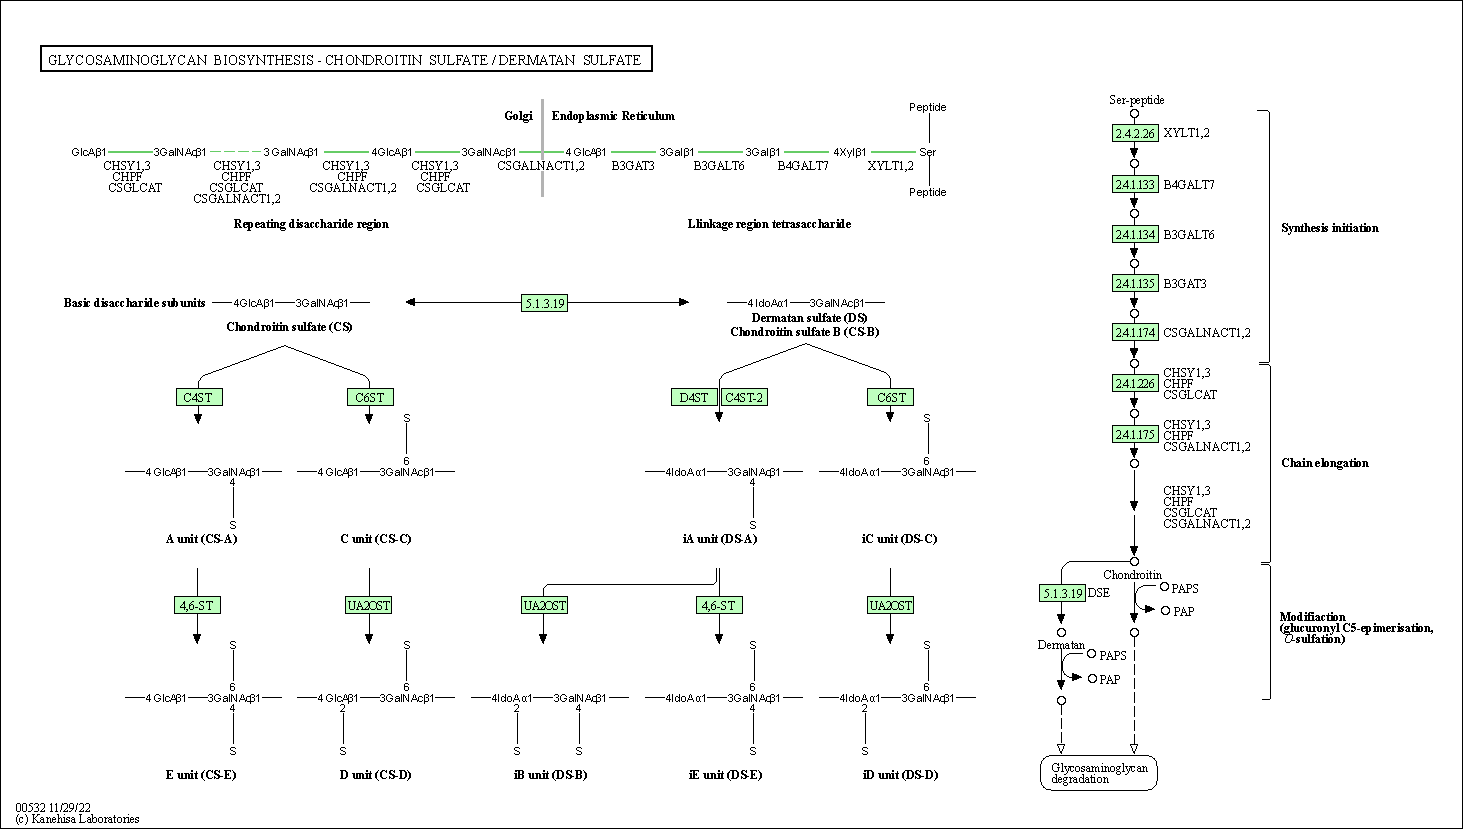 GLYCOSAMINOGLYCAN BIOSYNTHESIS - CHONDROITIN SULFATE / DERMATAN SULFATE
Golgi Endoplasmic Reticulum
Peptide
GlcAβ1 3GalNAcβ1 3GalNAcβ1 4GlcAβ1 3GalNAcβ1 4 GlcAβ1 3Galβ1 3Galβ1 4Xylβ1 Ser
CHSY1,3 CHSY1,3 CHSY1,3 CHSY1,3 CSGALNACT1,2 B3GAT3 B3GALT6 B4GALT7 XYLT1,2
CHPF CHPF CHPF CHPF
CSGLCAT CSGLCAT CSGALNACT1,2 CSGLCAT
CSGALNACT1,2
Peptide
Repeating disaccharide region Llinkage region tetrasaccharide
Basic disaccharide subunits 4GlcAβ1 3GalNAcβ1 5.1.3.19 4IdoAα1 3GalNAcβ1
Chondroitin sulfate (CS) Dermatan sulfate (DS)
Chondroitin sulfate B (CS-B)
C4ST C6ST D4ST C4ST-2 C6ST
S S
6 6
4 GlcAβ1 3GalNAcβ1 4 GlcAβ1 3GalNAcβ1 4IdoAα1 3GalNAcβ1 4IdoAα1 3GalNAcβ1
4 4
S S
A unit (CS-A) C unit (CS-C) iA unit (DS-A) iC unit (DS-C)
4,6-ST UA2OST UA2OST 4,6-ST UA2OST
S S S S
6 6 6 6
4 GlcAβ1 3GalNAcβ1 4 GlcAβ1 3GalNAcβ1 4IdoAα1 3GalNAcβ1 4IdoAα1 3GalNAcβ1 4IdoAα1 3GalNAcβ1
4 2 2 4 4 2
S S S S S S
E unit (CS-E) D unit (CS-D) iB unit (DS-B) iE unit (DS-E) iD unit (DS-D)
Ser-peptide
2.4.2.26 XYLT1,2
2.4.1.133 B4GALT7
2.4.1.134 B3GALT6
2.4.1.135 B3GAT3
2.4.1.174 CSGALNACT1,2
Synthesis initiation
CHSY1,3
2.4.1.226 CHPF
CSGLCAT
CHSY1,3
2.4.1.175 CHPF
CSGALNACT1,2
Chain elongation
CHSY1,3
CHPF
CSGLCAT
CSGALNACT1,2
Chondroitin
5.1.3.19 DSE PAPS
PAP
Modifiaction
(glucuronyl C5-epimerisation,
O-sulfation)
Dermatan
PAPS
PAP
Glycosaminoglycan
degradation
00532 11/29/22
(c) Kanehisa Laboratories